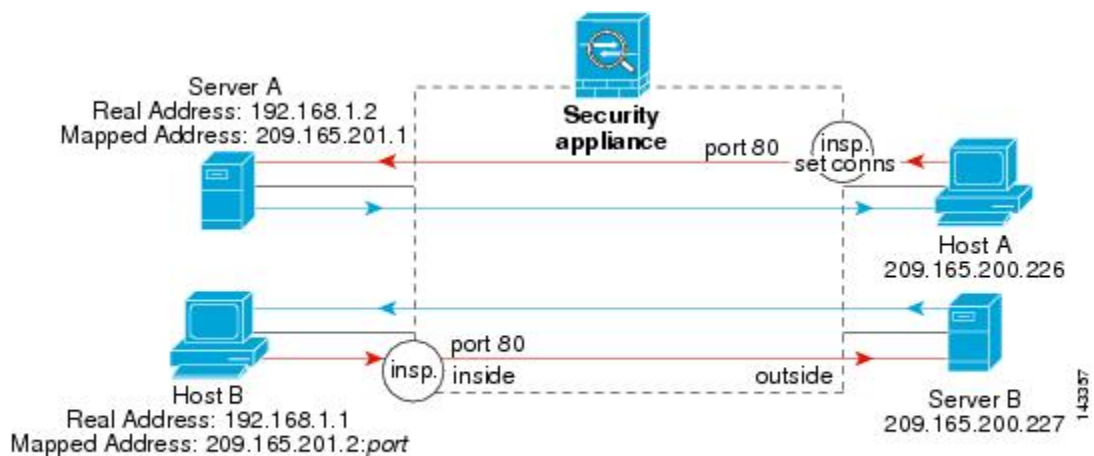 Server A
Real Address: 192.168.1.2
Mapped Address: 209.165.201.1
Security
appliance
port 80
insp.
set conns
Host A
209.165.200.226
port 80
insp.
inside
outside
Host B
Real Address: 192.168.1.1
Mapped Address: 209.165.201.2:port
Server B
209.165.200.227
143357